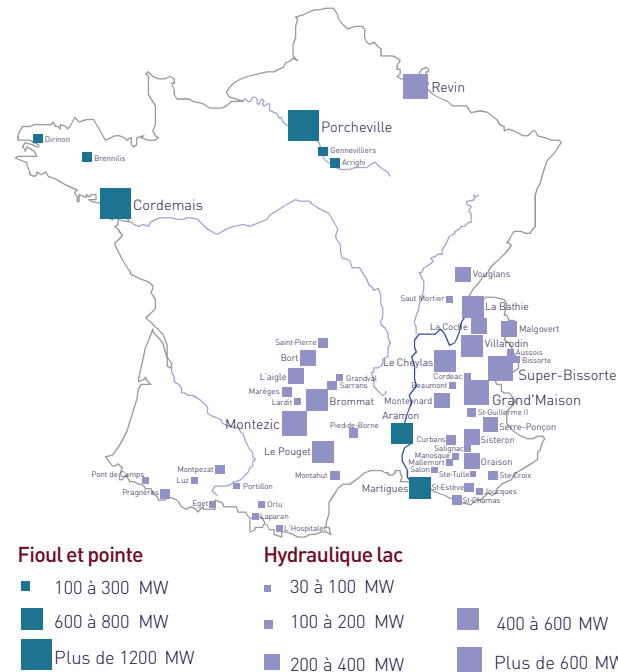 Revin
Porcheville
Dirinon
Gennevilliers
Brennilis
Arrighi
Cordemais
Vouglans
Saut Mortier
La Bathie
La Coche
Malgovert
Saint-Pierre
Villarodin
Bort
Aussois
Le Cheylas
Bissorte
L'aigle
Grandval
Cordeac
Super-Bissorte
Sarrans
Beaumont
Marèges
Grand'Maison
Lardit
Brommat
Monteynard
Aramon
St-Guillerme II
Montezic
Pied-de-Borne
Serre-Ponçon
Curbans
Sisteron
Le Pouget
Salignac
Manosque
Mallemort
Oraison
Montpezat
Salon
Pont de Camps
Montahut
Ste-Tulle
Ste-Croix
Luz
Portillon
Martigues
St-Estève
Pragnères
Jouques
Eget
Orlu
St-Chamas
Laparan
L'Hospitalet
Fioul et pointe
Hydraulique lac
100 à 300 MW
30 à 100 MW
600 à 800 MW
100 à 200 MW
400 à 600 MW
Plus de 1200 MW
200 à 400 MW
Plus de 600 MW